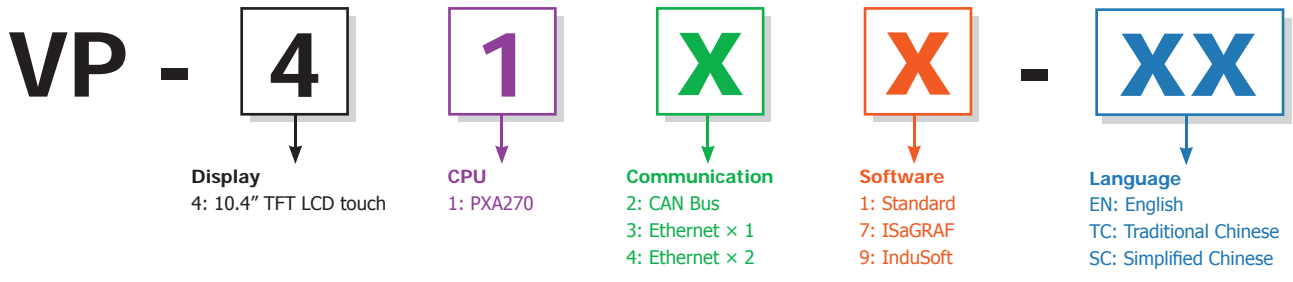 VP - 4 1 X X - XX
Display CPU Communication Software Language
4: 10.4″ TFT LCD touch 1: PXA270 2: CAN Bus 1: Standard EN: English
3: Ethernet × 1 7: ISaGRAF TC: Traditional Chinese
4: Ethernet × 2 9: InduSoft SC: Simplified Chinese